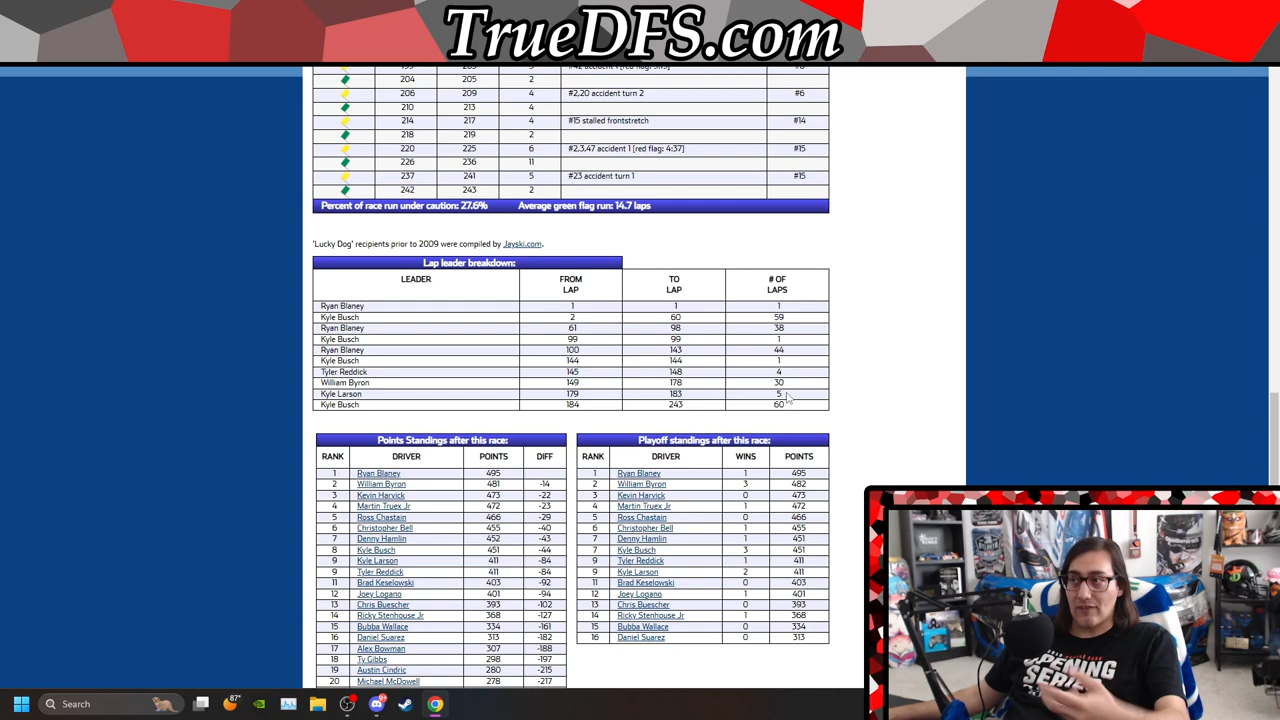 TrueDFS.com
204 205 2
206 209 4 #2,20 accident turn 2 #6
210 213 4
214 217 4 #15 stalled frontstretch #14
218 219 2
220 225 6 #2,3,47 accident 1 [red flag: 4:37] #15
226 236 11
237 241 5 #23 accident turn 1 #15
242 243 2
Percent of race run under caution: 27.6% Average green flag run: 14.7 laps
'Lucky Dog' recipients prior to 2009 were compiled by Jayski.com.
Lap leader breakdown:
LEADER FROM LAP TO LAP # OF LAPS
Ryan Blaney 1 1 1
Kyle Busch 2 60 59
Ryan Blaney 61 98 38
Kyle Busch 99 99 1
Ryan Blaney 100 143 44
Kyle Busch 144 144 1
Tyler Reddick 145 148 4
William Byron 149 178 30
Kyle Larson 179 183 5
Kyle Busch 184 243 60
Points Standings after this race:
RANK DRIVER POINTS DIFF
1 Ryan Blaney 495
2 William Byron 481 -14
3 Kevin Harvick 473 -22
4 Martin Truex Jr 472 -23
5 Ross Chastain 466 -29
6 Christopher Bell 455 -40
7 Denny Hamlin 452 -43
8 Kyle Busch 451 -44
9 Kyle Larson 411 -84
9 Tyler Reddick 411 -84
11 Brad Keselowski 403 -92
12 Joey Logano 401 -94
13 Chris Buescher 393 -102
14 Ricky Stenhouse Jr 368 -127
15 Bubba Wallace 334 -161
16 Daniel Suarez 313 -182
17 Alex Bowman 307 -188
18 Ty Gibbs 298 -197
19 Austin Cindric 280 -215
20 Michael McDowell 278 -217
Playoff standings after this race:
RANK DRIVER WINS POINTS
1 Ryan Blaney 1 495
2 William Byron 3 482
3 Kevin Harvick 0 473
4 Martin Truex Jr 1 472
5 Ross Chastain 0 466
6 Christopher Bell 1 455
7 Denny Hamlin 1 452
7 Kyle Busch 3 451
9 Tyler Reddick 1 411
9 Kyle Larson 2 411
11 Brad Keselowski 0 403
12 Joey Logano 1 401
13 Chris Buescher 0 393
14 Ricky Stenhouse Jr 1 368
15 Bubba Wallace 0 334
16 Daniel Suarez 0 313
OPENING
SERIES
Search
87°